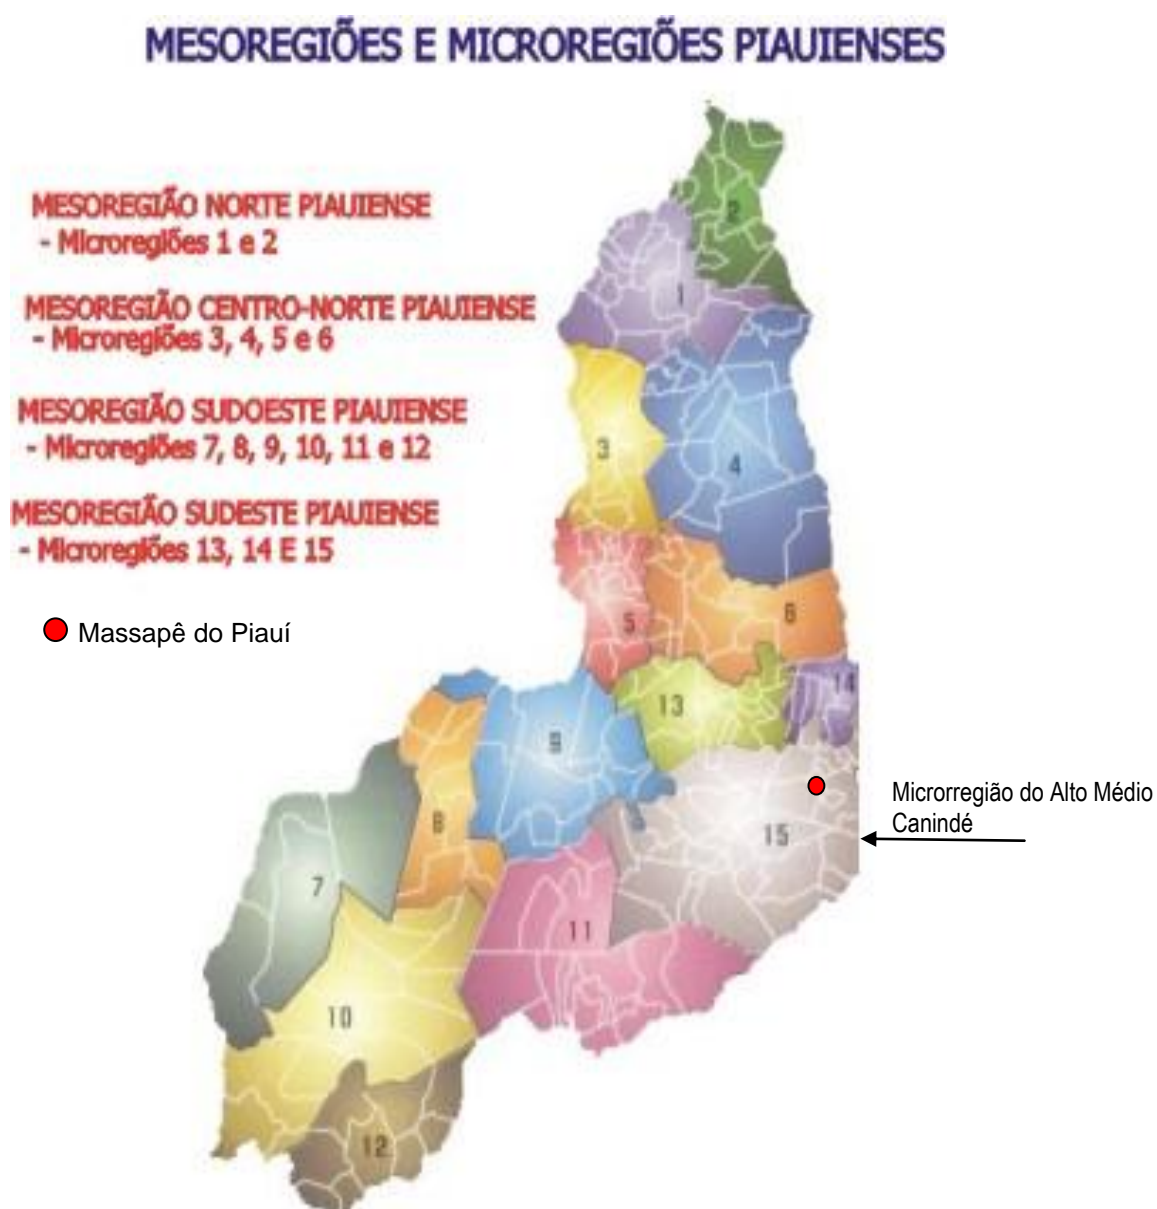 MESOREGIÕES E MICROREGIÕES PIAUIENSES
MESOREGIÃO NORTE PIAUIENSE
- Microregiões 1 e 2
MESOREGIÃO CENTRO-NORTE PIAUIENSE
- Microregiões 3, 4, 5 e 6
MESOREGIÃO SUDOESTE PIAUIENSE
- Microregiões 7, 8, 9, 10, 11 e 12
MESOREGIÃO SUDESTE PIAUIENSE
- Microregiões 13, 14 E 15
Massapê do Piauí
2
1
3
4
5
6
14
13
9
8
15
7
11
10
12
Microrregião do Alto Médio
Canindé